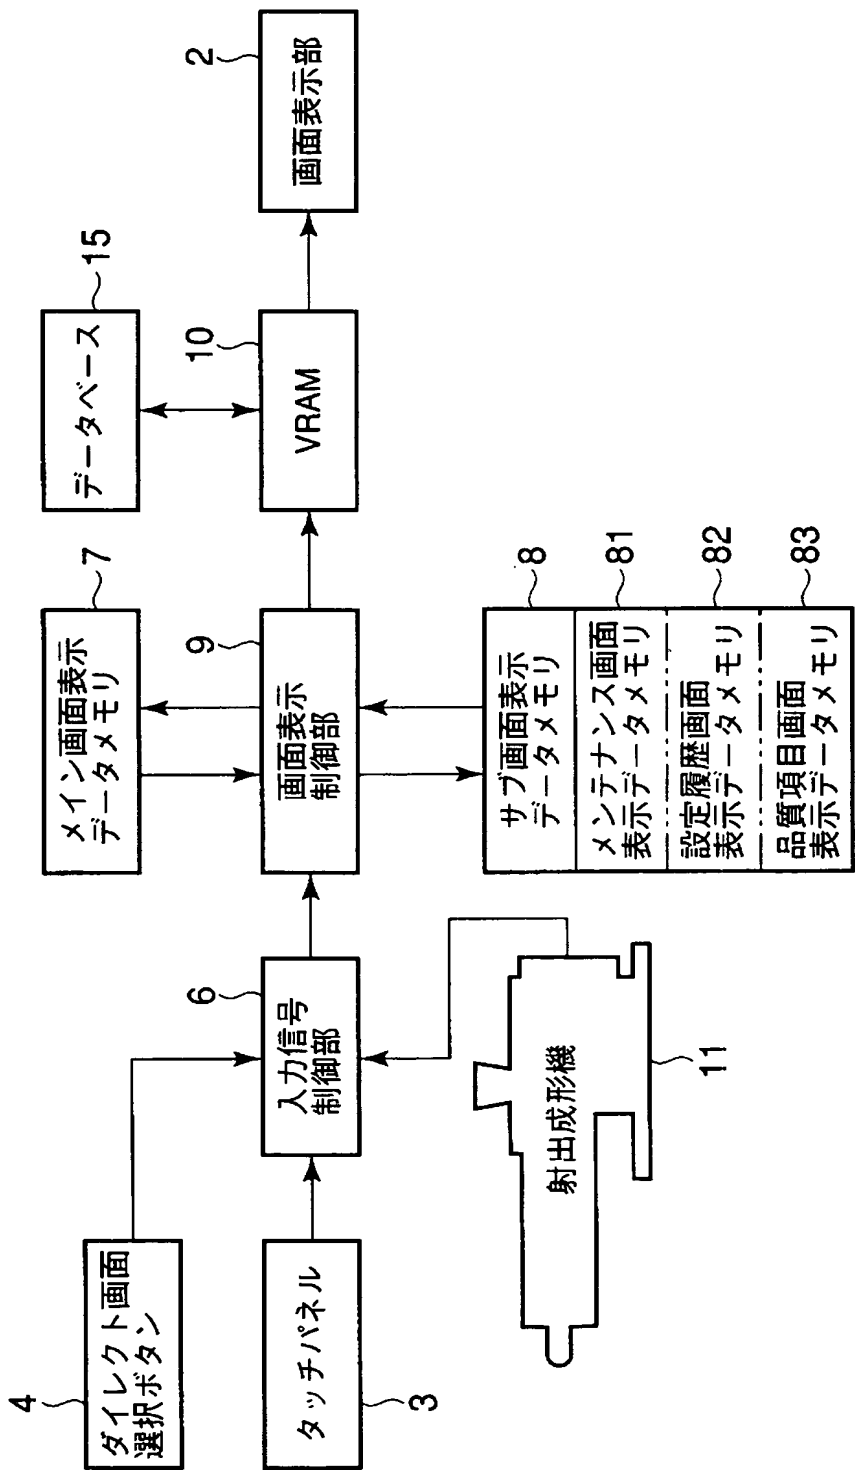 4
ダイレクト画面
選択ボタン
タッチパネル
3
6
入力信号
制御部
射出成形機
11
7
メイン画面表示
データメモリ
9
画面表示
制御部
8
サブ画面表示
データメモリ
81
メンテナンス画面
表示データメモリ
82
設定履歴画面
表示データメモリ
83
品質項目画面
表示データメモリ
15
データベース
10
VRAM
2
画面表示部